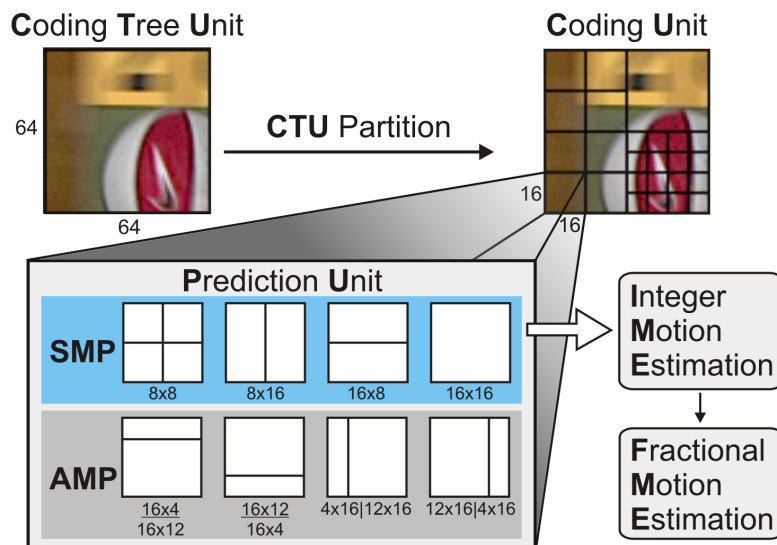 Coding Tree Unit
Coding Unit
64
CTU Partition
64
16
16
Prediction Unit
SMP
8x8
8x16
16x8
16x16
AMP
16x4
16x12
16x12
16x4
4x16|12x16
12x16|4x16
Integer
Motion
Estimation
Fractional
Motion
Estimation